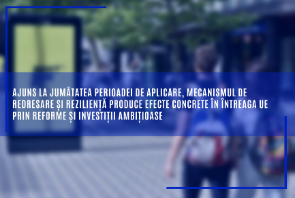 AJUNS LA JUMĂTATEA PERIOADEI DE APLICARE, MECANISMUL DE
REDRESARE ȘI REZILIENȚĂ PRODUCE EFECTE CONCRETE ÎN ÎNTREAGA UE
PRIN REFORME ȘI INVESTIȚII AMBIȚIOASE